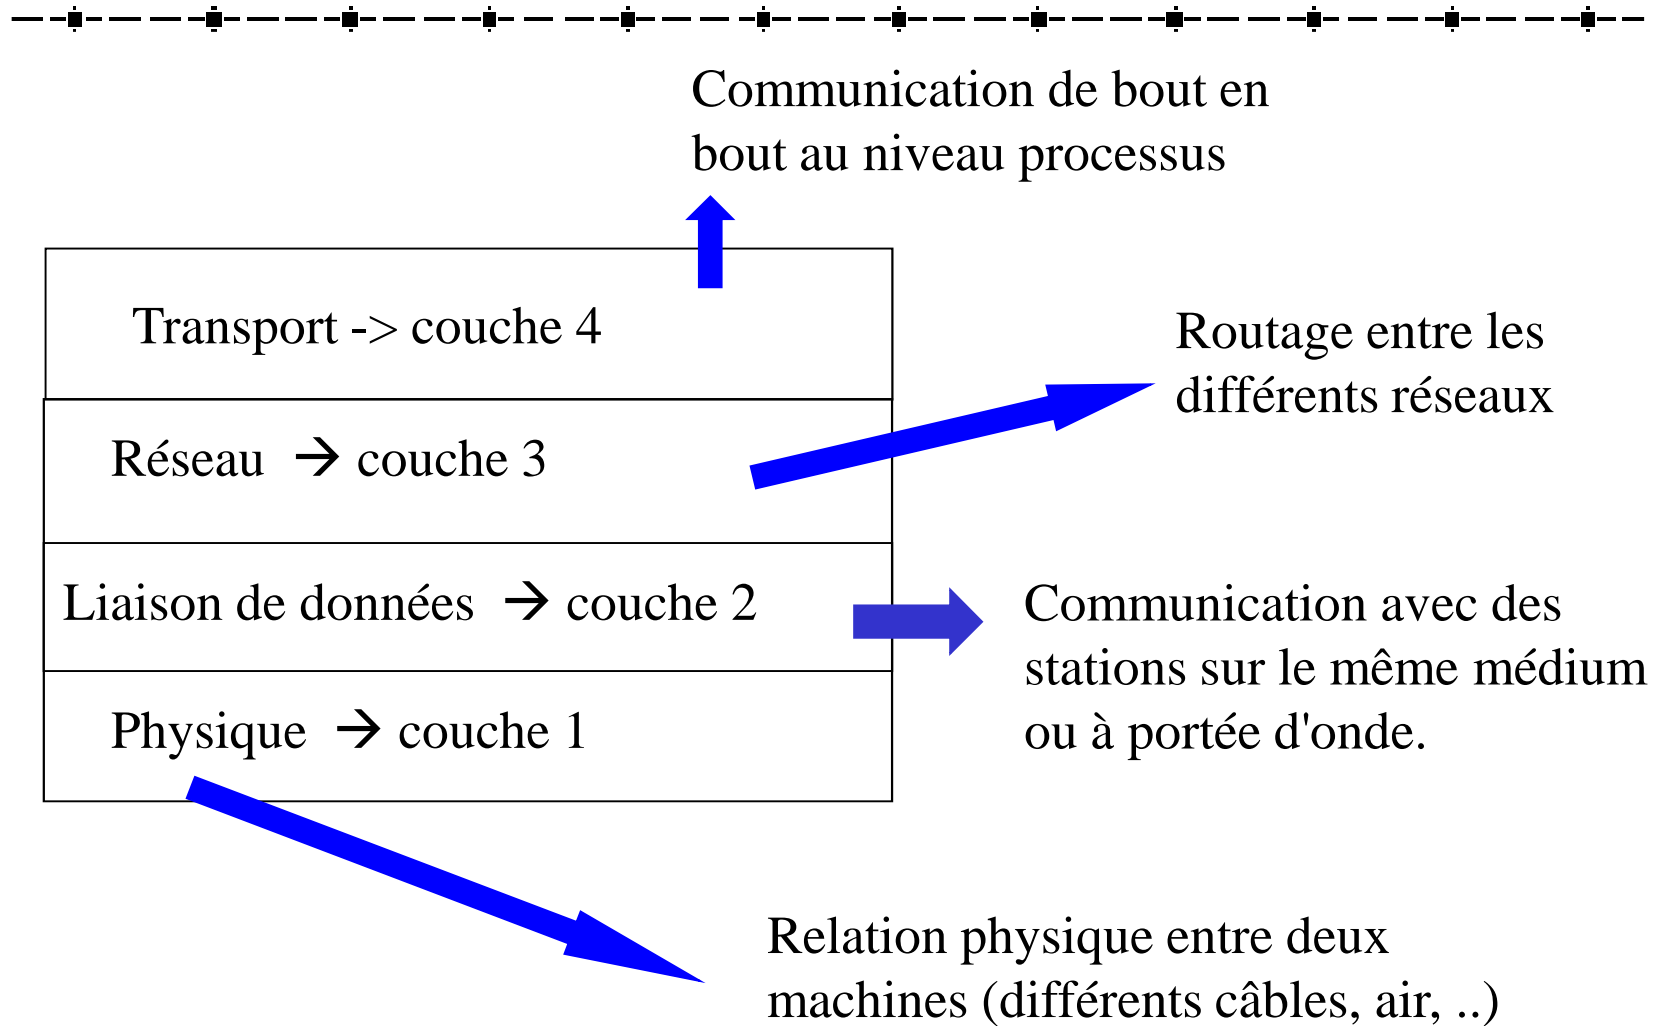 Communication de bout en
bout au niveau processus
Transport -> couche 4
Routage entre les
différents réseaux
Réseau → couche 3
Liaison de données → couche 2
Communication avec des
stations sur le même médium
ou à portée d'onde.
Physique → couche 1
Relation physique entre deux
machines (différents câbles, air, ..)